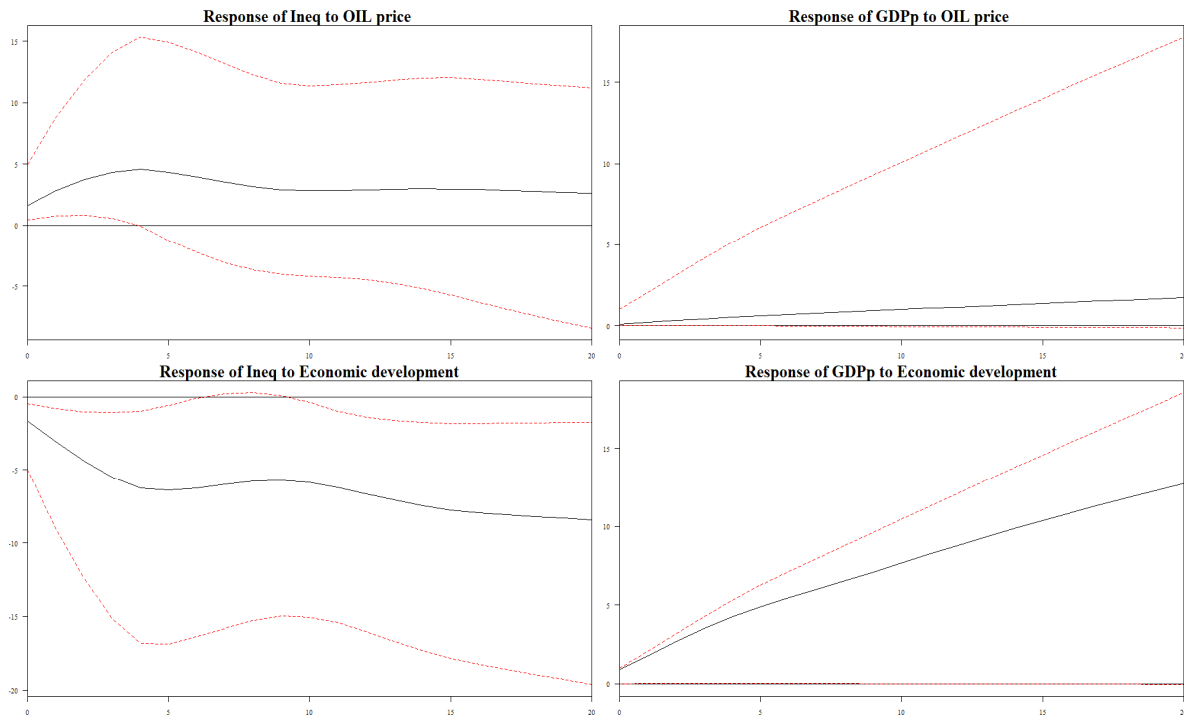 Response of Ineq to OIL price
15
10
5
0
-5
0 5 10 15 20
Response of GDPp to OIL price
15
10
5
0
0 5 10 15 20
Response of Ineq to Economic development
0
-5
-10
-15
-20
0 5 10 15 20
Response of GDPp to Economic development
15
10
5
0
0 5 10 15 20